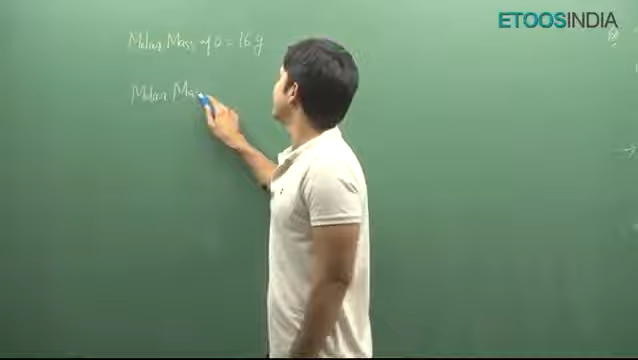 ETOOSINDIA
Molar Mass of O = 16 g
Molar Mas